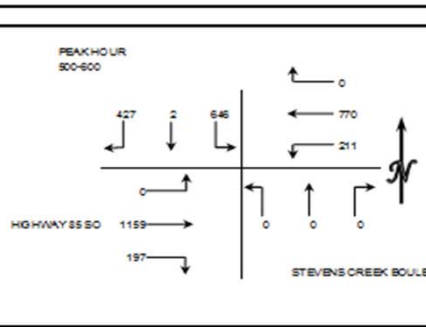 PEAK HOUR
500-600
0
427 2 646
770
211
0
HIGHWAY 85 SO 1159
0 0 0
197
STEVENS CREEK BOULE
N